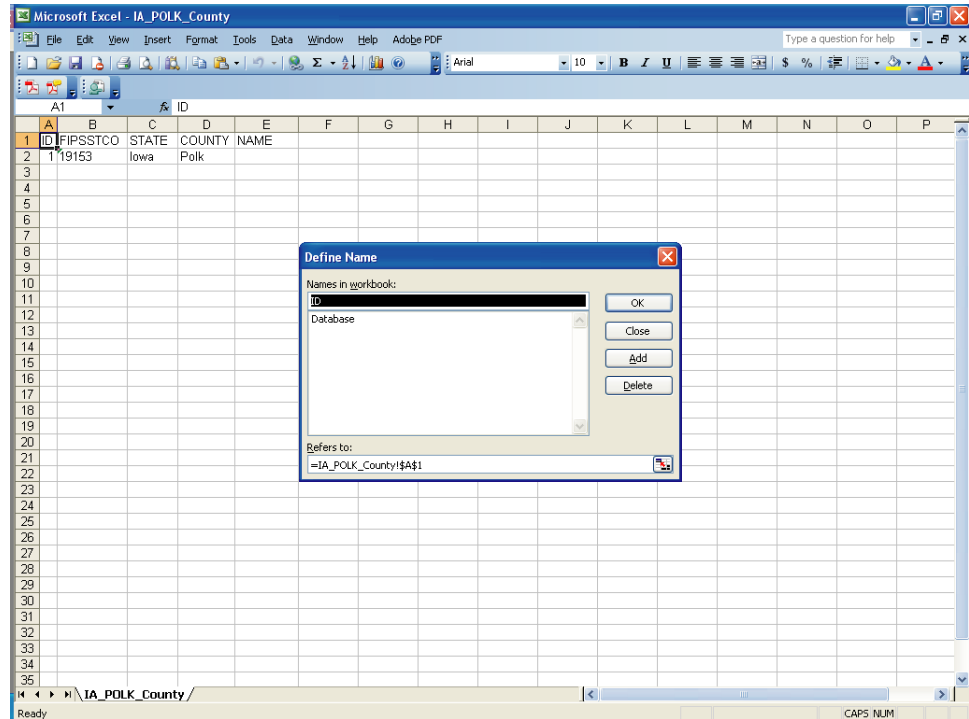 Microsoft Excel - IA_POLK_County
File Edit View Insert Format Tools Data Window Help Adobe PDF Type a question for help
Arial 10 B I U $ %
A1 fx ID
A B C D E F G H I J K L M N O P
1 ID FIPSSTCO STATE COUNTY NAME
2 1 19153 Iowa Polk
3
4
5
6
7
8
9
10
11
12
13
14
15
16
17
18
19
20
21
22
23
24
25
26
27
28
29
30
31
32
33
34
35
Define Name
Names in workbook:
ID
Database
OK
Close
Add
Delete
Refers to:
=IA_POLK_County!$A$1
IA_POLK_County
Ready CAPS NUM